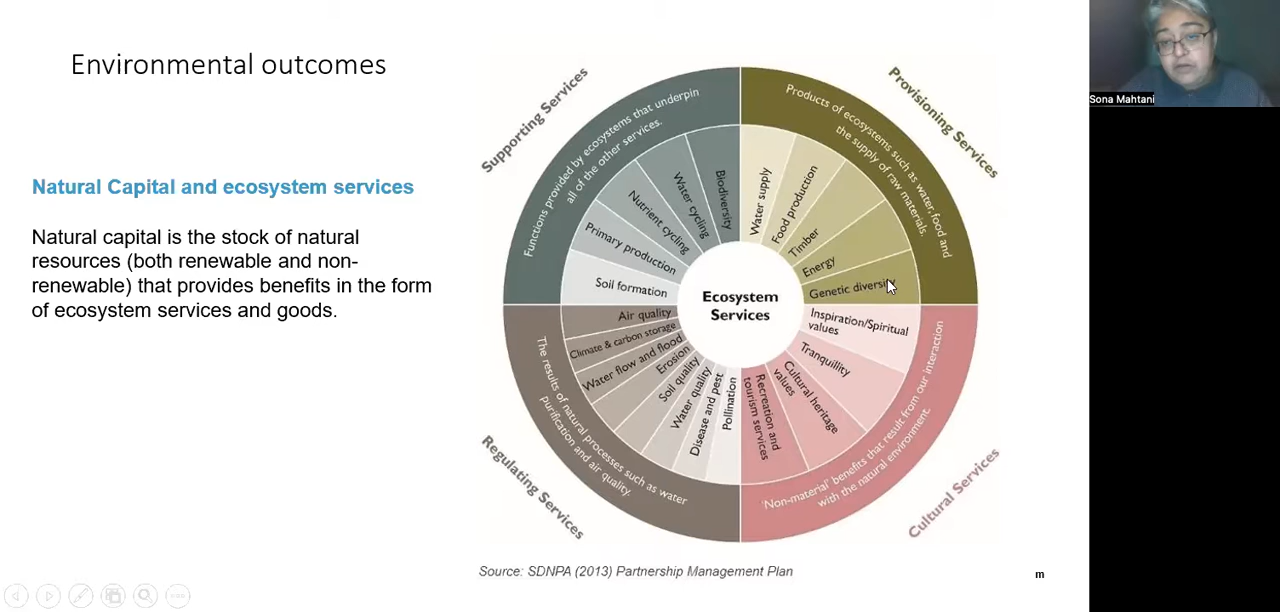 Environmental outcomes
Natural Capital and ecosystem services
Natural capital is the stock of natural
resources (both renewable and non-
renewable) that provides benefits in the form
of ecosystem services and goods.
Supporting Services
Functions provided by ecosystems that underpin
all of the other services.
Soil formation
Primary production
Nutrient cycling
Water cycling
Biodiversity
Provisioning Services
Products of ecosystems such as water, food and
the supply of raw materials.
Water supply
Food production
Timber
Energy
Genetic diversity
Ecosystem
Services
Regulating Services
The results of natural processes such as water
purification and air quality.
Air quality
Climate & carbon storage
Water flow and flood
Erosion
Soil quality
Water quality
Disease and pest
Pollination
Cultural Services
'Non-material' benefits that result from our interaction
with the natural environment.
Inspiration/Spiritual
values
Tranquillity
Cultural heritage
values
Recreation and
tourism services
Source: SDNPA (2013) Partnership Management Plan
m
Sona Mahtani